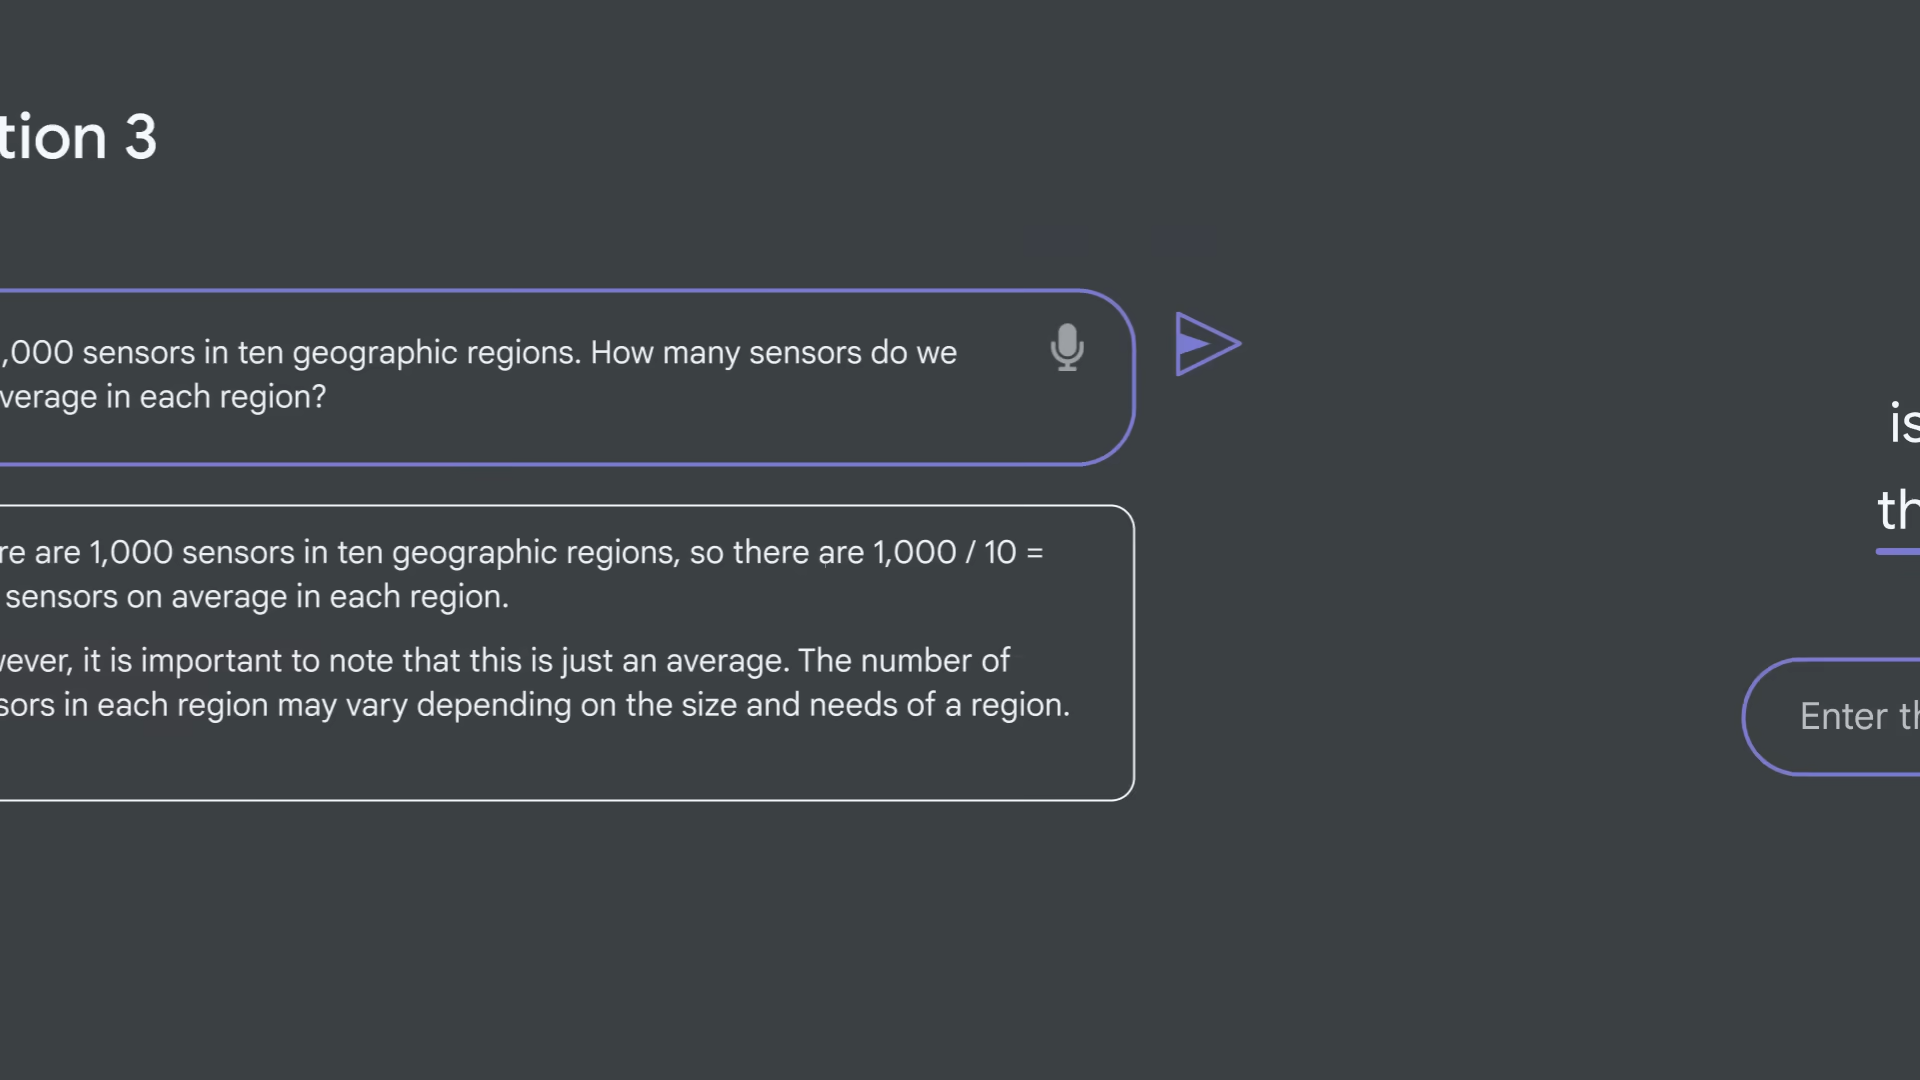 tion 3
,000 sensors in ten geographic regions. How many sensors do we
verage in each region?
re are 1,000 sensors in ten geographic regions, so there are 1,000 / 10 =
sensors on average in each region.
vever, it is important to note that this is just an average. The number of
sors in each region may vary depending on the size and needs of a region.
is
th
Enter th